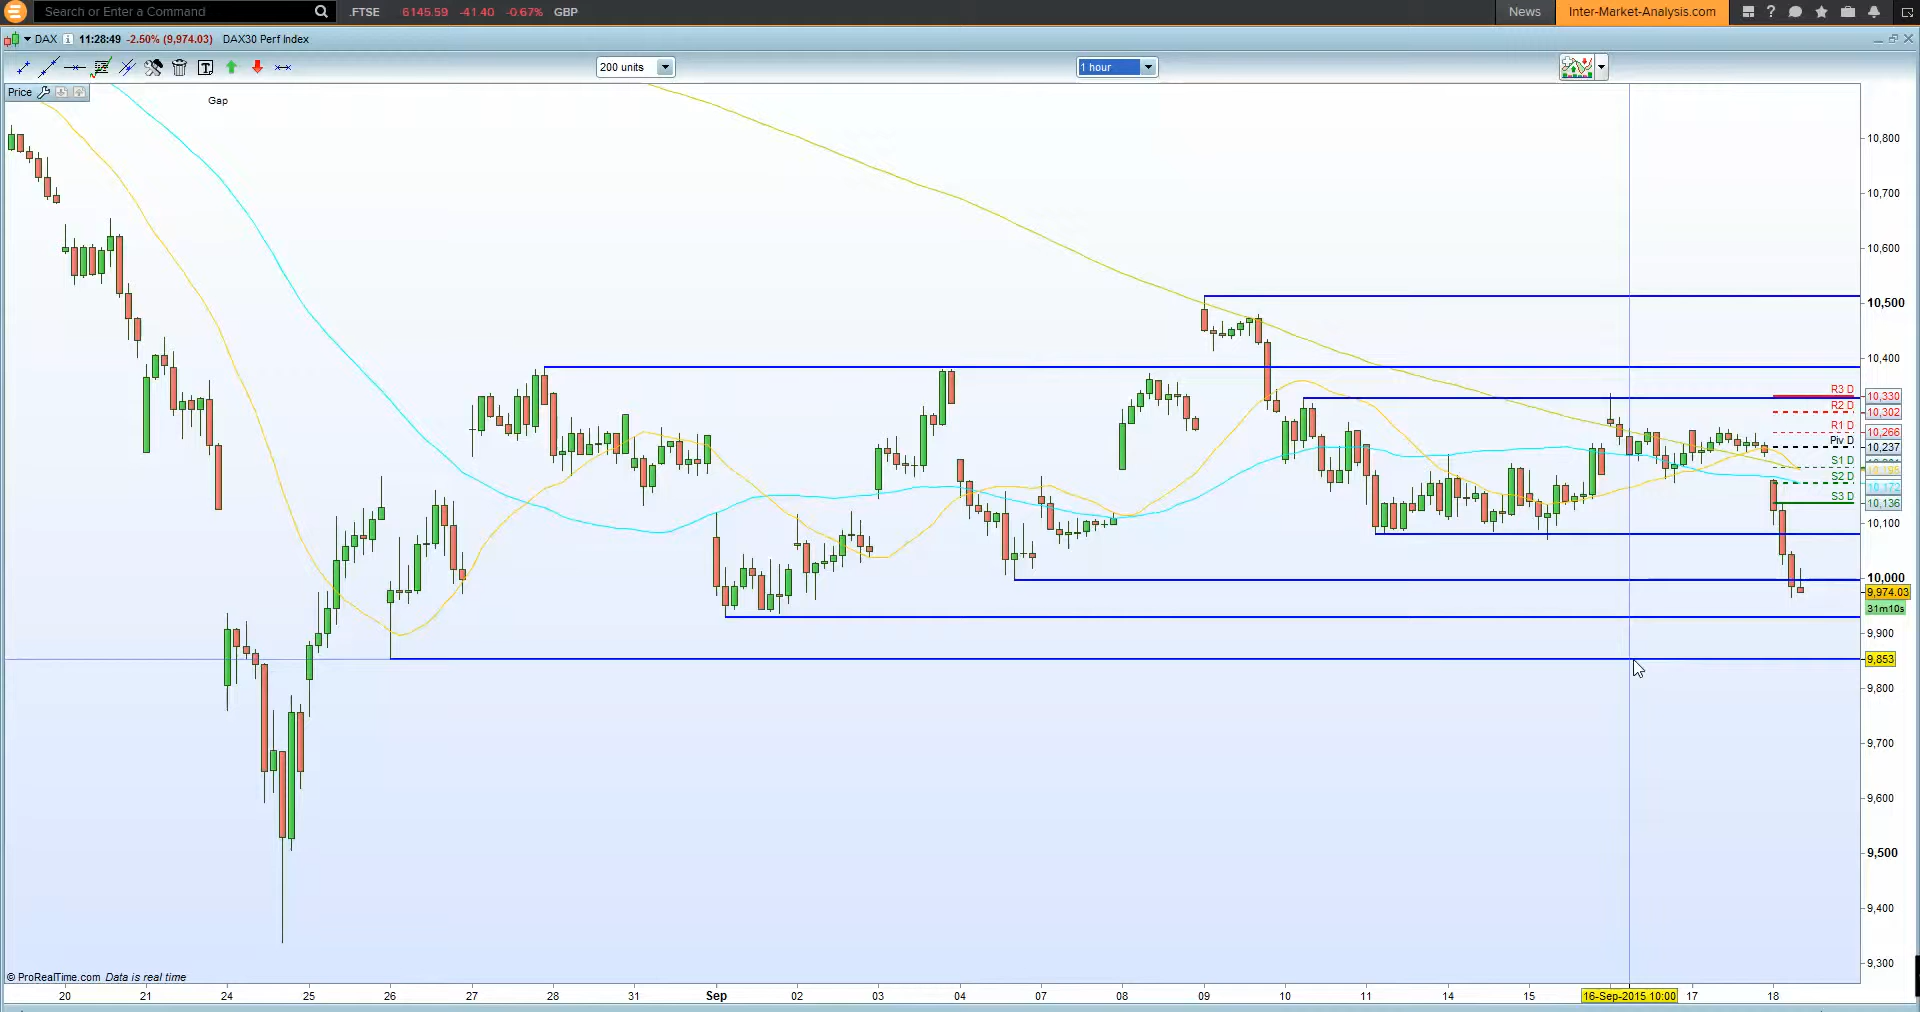 Search or Enter a Command
.FTSE 6145.59 -41.40 -0.67% GBP
News Inter-Market-Analysis.com ?
DAX i 11:28:49 -2.50% (9,974.03) DAX30 Perf Index
T 200 units 1 hour
Price
Gap
10,800
10,700
10,600
10,500
10,400
R3 D 10,330
R2 D 10,302
R1 D 10,266
Piv D 10,237
S1 D
S2 D 10,172
S3 D 10,136
10,100
10,000
9,974.03
31m10s
9,900
9,853
9,800
9,700
9,600
9,500
9,400
9,300
© ProRealTime.com Data is real time
20 21 24 25 26 27 28 31 Sep 02 03 04 07 08 09 10 11 14 15 16-Sep-2015 10:00 17 18